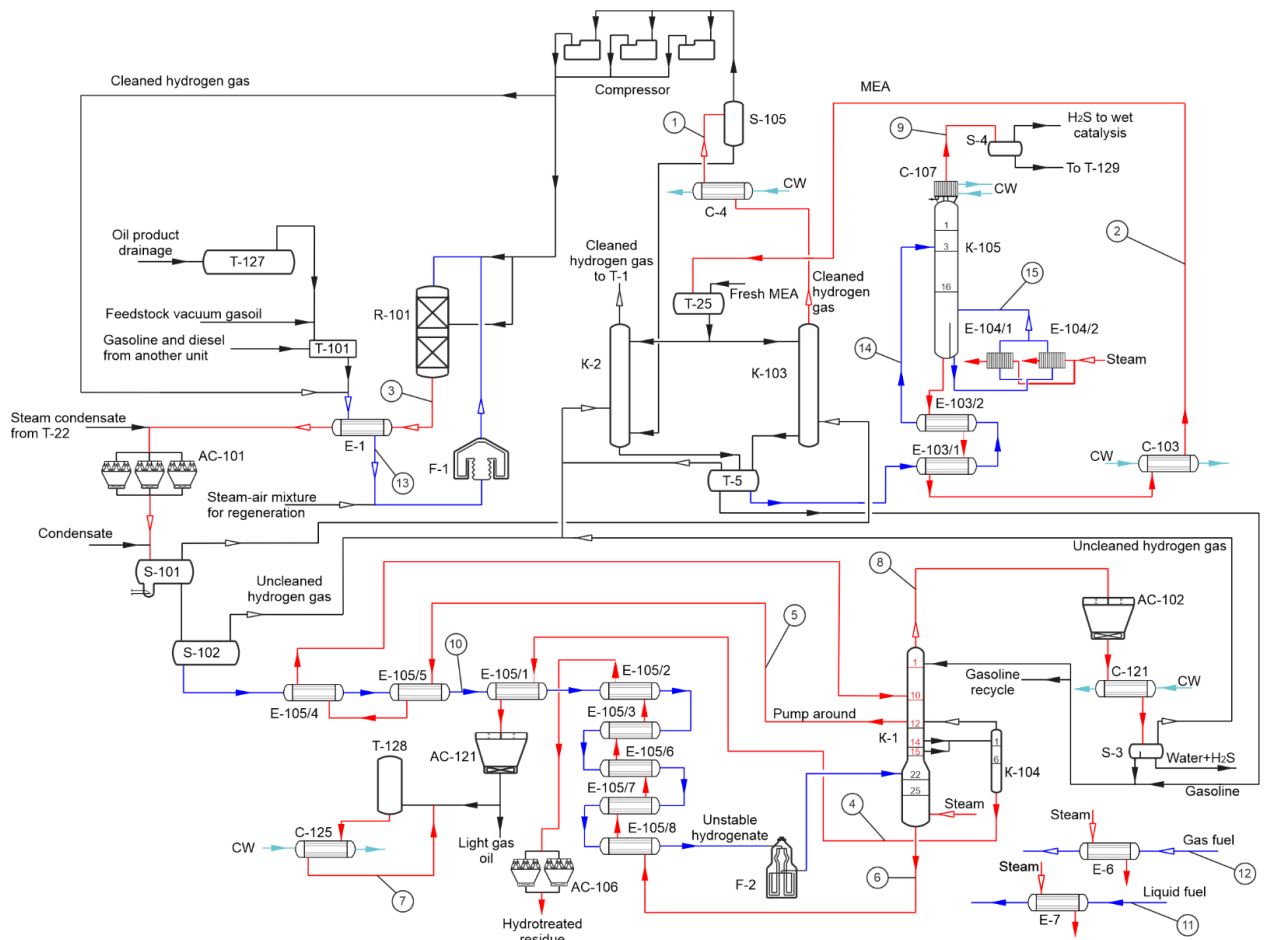 Cleaned hydrogen gas
Compressor
MEA
S-105
1
9
S-4
H2S to wet
catalysis
To T-129
C-107
CW
CW
C-4
1
3
16
K-105
2
Oil product
drainage
T-127
Cleaned
hydrogen gas
to T-1
T-25
Fresh MEA
Cleaned
hydrogen
gas
15
Feedstock vacuum gasoil
R-101
Gasoline and diesel
from another unit
T-101
E-104/1
E-104/2
Steam
K-2
K-103
14
3
Steam condensate
from T-22
E-1
E-103/2
AC-101
F-1
E-103/1
C-103
CW
13
T-5
Steam-air mixture
for regeneration
Condensate
S-101
Uncleaned hydrogen gas
8
Uncleaned
hydrogen gas
AC-102
S-102
5
10
E-105/5
E-105/1
E-105/2
1
Gasoline
recycle
C-121
CW
E-105/4
10
E-105/3
Pump around
12
K-1
14
15
1
6
K-104
S-3
Water+H2S
T-128
AC-121
E-105/6
22
25
Gasoline
E-105/7
Steam
Unstable
hydrogenate
4
C-125
CW
Light gas
oil
E-105/8
Steam
Gas fuel
E-6
12
7
AC-106
F-2
6
Steam
Liquid fuel
E-7
11
Hydrotreated
residue